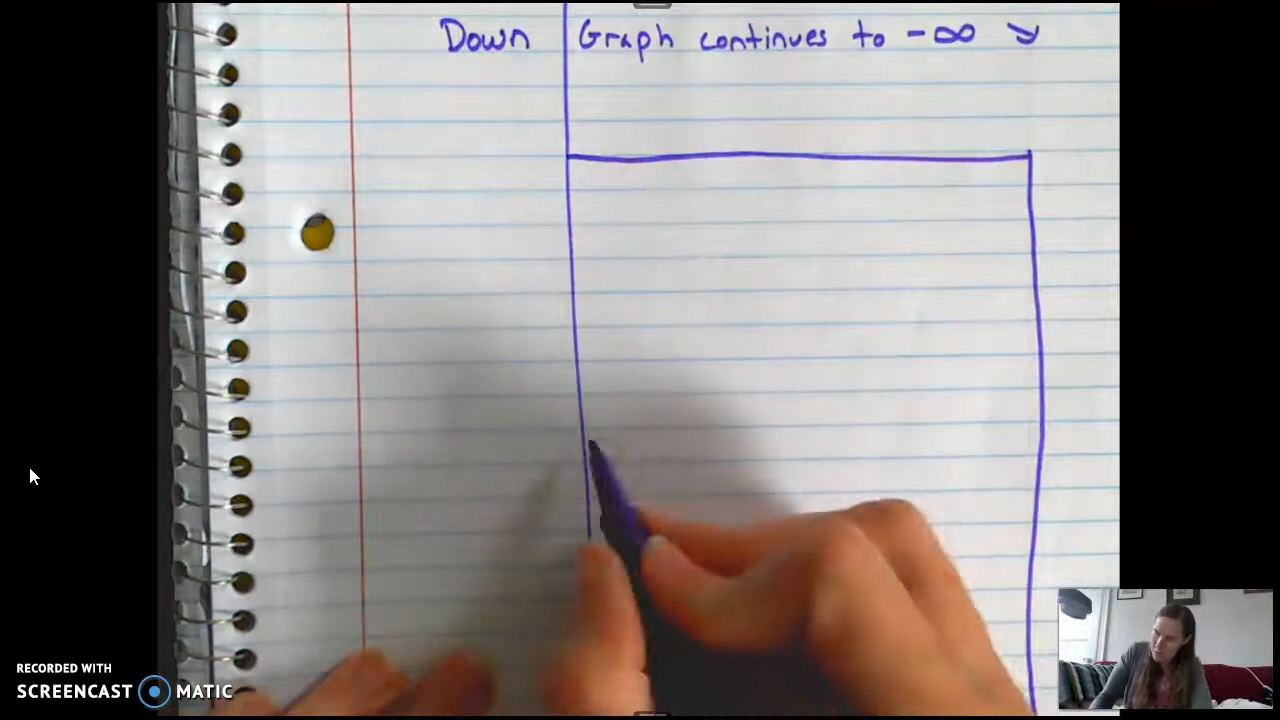 Down Graph continues to -∞ ↘
RECORDED WITH
SCREENCAST MATIC